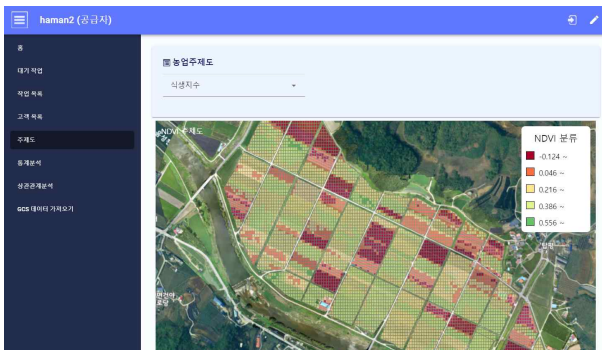 haman2 (공급자)
홈
대기 작업
작업 목록
고객 목록
주제도
통계분석
상관관계분석
GCS 데이터 가져오기
농업주제도
식생지수
NDVI 주제도
NDVI 분류
-0.124 ~
0.046 ~
0.216 ~
0.386 ~
0.556 ~